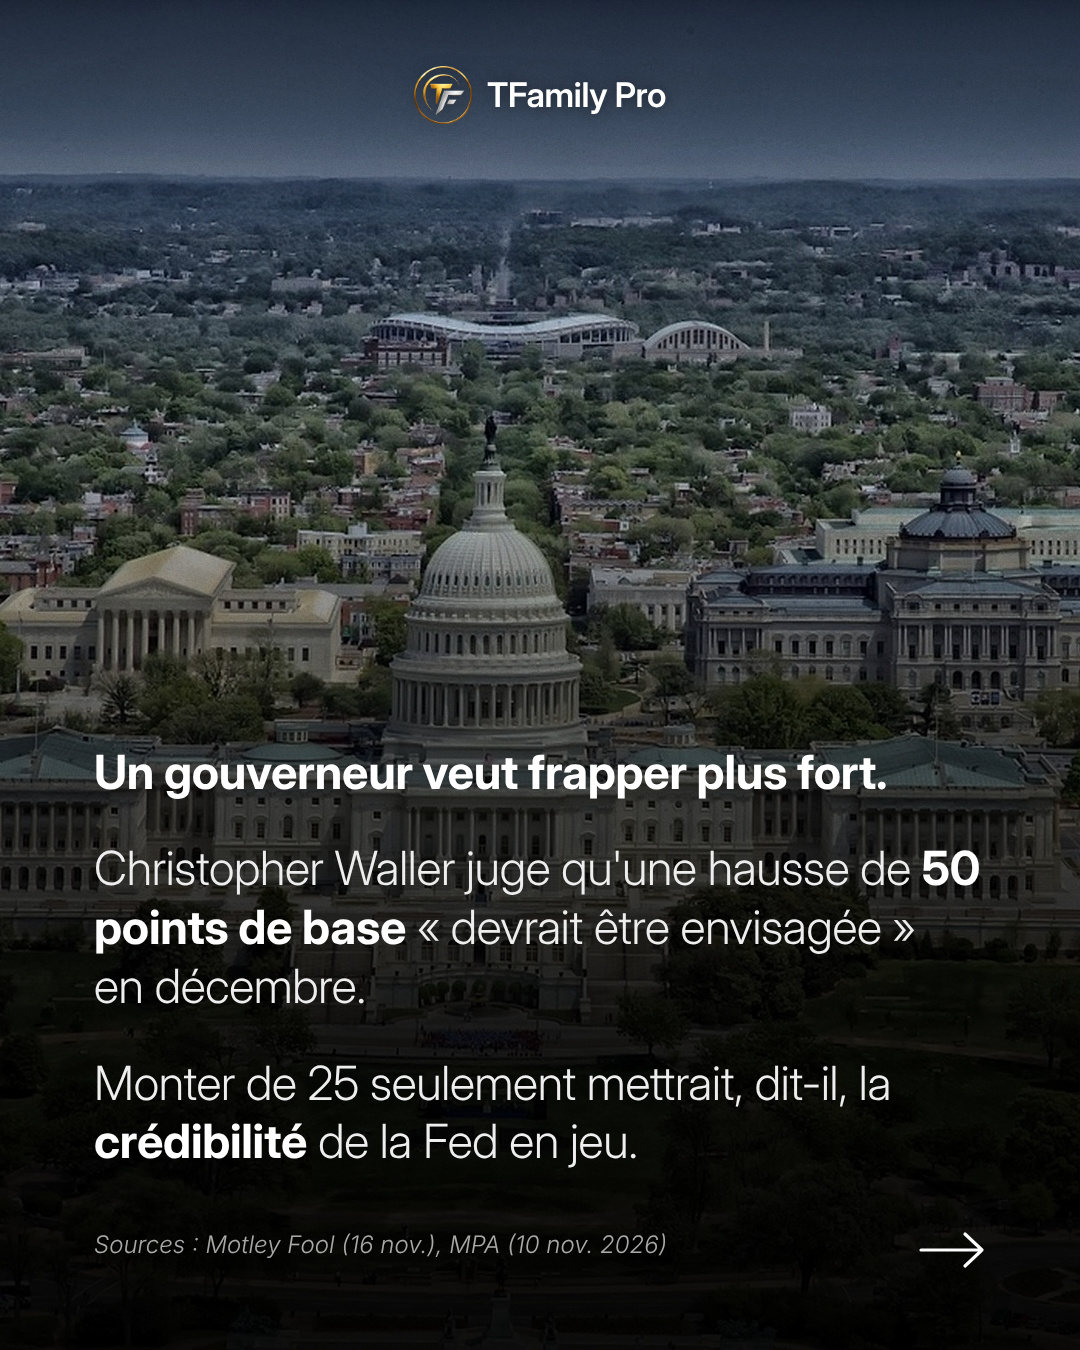 TFamily Pro
Un gouverneur veut frapper plus fort.
Christopher Waller juge qu'une hausse de 50
points de base « devrait être envisagée »
en décembre.
Monter de 25 seulement mettrait, dit-il, la
crédibilité de la Fed en jeu.
Sources : Motley Fool (16 nov.), MPA (10 nov. 2026)